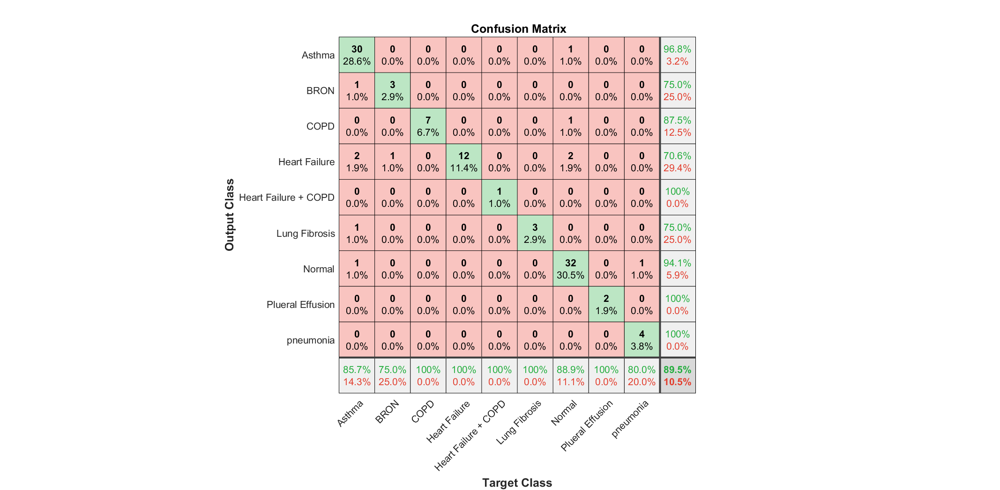 Confusion Matrix
30 0 0 0 0 0 1 0 0 96.8%
Asthma
28.6% 0.0% 0.0% 0.0% 0.0% 0.0% 1.0% 0.0% 0.0% 3.2%
1 3 0 0 0 0 0 0 0 75.0%
BRON
1.0% 2.9% 0.0% 0.0% 0.0% 0.0% 0.0% 0.0% 0.0% 25.0%
0 0 7 0 0 0 1 0 0 87.5%
COPD
0.0% 0.0% 6.7% 0.0% 0.0% 0.0% 1.0% 0.0% 0.0% 12.5%
2 1 0 12 0 0 2 0 0 70.6%
Heart Failure
1.9% 1.0% 0.0% 11.4% 0.0% 0.0% 1.9% 0.0% 0.0% 29.4%
0 0 0 0 1 0 0 0 0 100%
Heart Failure + COPD
0.0% 0.0% 0.0% 0.0% 1.0% 0.0% 0.0% 0.0% 0.0% 0.0%
Output Class
1 0 0 0 0 3 0 0 0 75.0%
Lung Fibrosis
1.0% 0.0% 0.0% 0.0% 0.0% 2.9% 0.0% 0.0% 0.0% 25.0%
1 0 0 0 0 0 32 0 1 94.1%
Normal
1.0% 0.0% 0.0% 0.0% 0.0% 0.0% 30.5% 0.0% 1.0% 5.9%
0 0 0 0 0 0 0 2 0 100%
Plueral Effusion
0.0% 0.0% 0.0% 0.0% 0.0% 0.0% 0.0% 1.9% 0.0% 0.0%
0 0 0 0 0 0 0 0 4 100%
pneumonia
0.0% 0.0% 0.0% 0.0% 0.0% 0.0% 0.0% 0.0% 3.8% 0.0%
85.7% 75.0% 100% 100% 100% 100% 88.9% 100% 80.0% 89.5%
14.3% 25.0% 0.0% 0.0% 0.0% 0.0% 11.1% 0.0% 20.0% 10.5%
Asthma
BRON
COPD
Heart Failure
Heart Failure + COPD
Lung Fibrosis
Normal
Plueral Effusion
pneumonia
Target Class